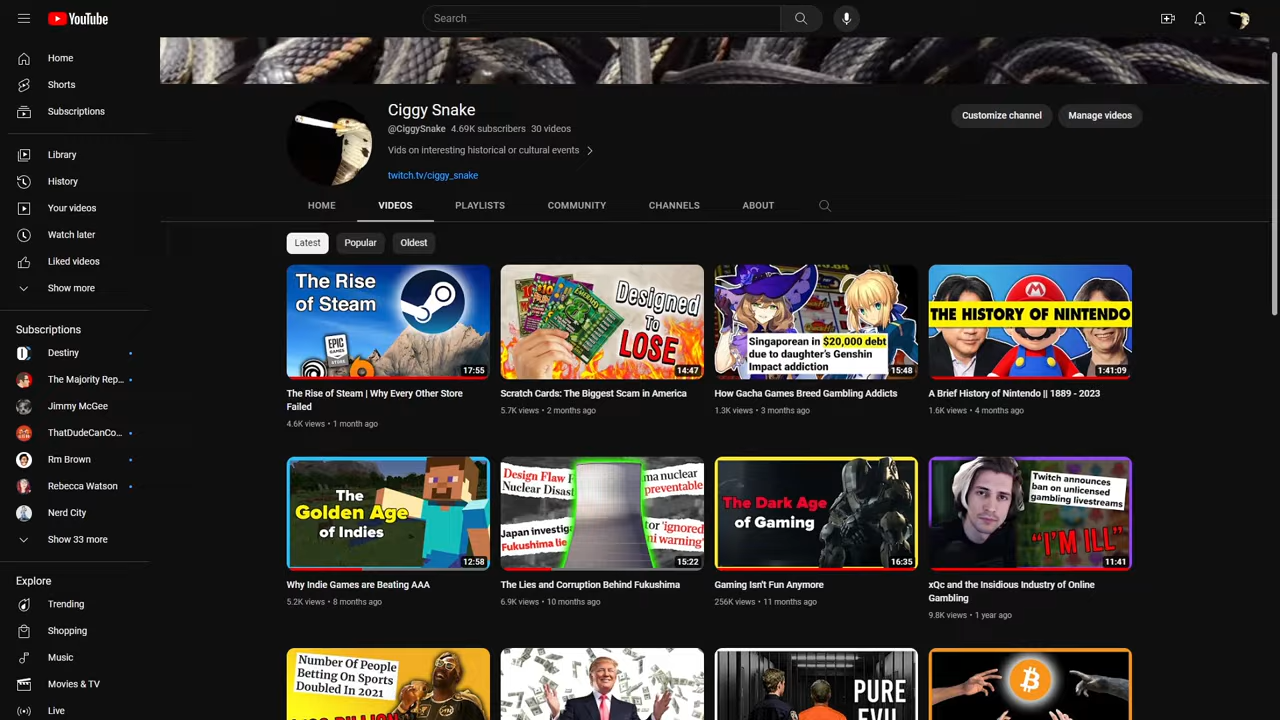 YouTube
Search
Home
Shorts
Subscriptions
Library
History
Your videos
Watch later
Liked videos
Show more
Subscriptions
Destiny
The Majority Rep...
Jimmy McGee
ThatDudeCanCo...
Rm Brown
Rebecca Watson
Nerd City
Show 33 more
Explore
Trending
Shopping
Music
Movies & TV
Live
Ciggy Snake
@CiggySnake 4.69K subscribers 30 videos
Vids on interesting historical or cultural events
twitch.tv/ciggy_snake
Customize channel
Manage videos
HOME
VIDEOS
PLAYLISTS
COMMUNITY
CHANNELS
ABOUT
Latest
Popular
Oldest
The Rise
of Steam
EPIC
GAMES
STORE
17:55
The Rise of Steam | Why Every Other Store
Failed
4.6K views • 1 month ago
Designed
To
LOSE
14:47
Scratch Cards: The Biggest Scam in America
5.7K views • 2 months ago
Singaporean in $20,000 debt
due to daughter's Genshin
Impact addiction
15:48
How Gacha Games Breed Gambling Addicts
1.3K views • 3 months ago
THE HISTORY OF NINTENDO
1:41:09
A Brief History of Nintendo || 1889 - 2023
1.6K views • 4 months ago
The
Golden Age
of Indies
12:58
Why Indie Games are Beating AAA
5.2K views • 8 months ago
Design Flaw
Nuclear Disas
ma nuclear
preventable
Japan investig
Fukushima lie
tor 'ignored
ni warning'
15:22
The Lies and Corruption Behind Fukushima
6.9K views • 10 months ago
The Dark Age
of Gaming
16:35
Gaming Isn't Fun Anymore
256K views • 11 months ago
Twitch announces
ban on unlicensed
gambling livestreams
"I'M ILL"
11:41
xQc and the Insidious Industry of Online
Gambling
9.8K views • 1 year ago
Number Of People
Betting On Sports
Doubled In 2021
PURE
EVIL